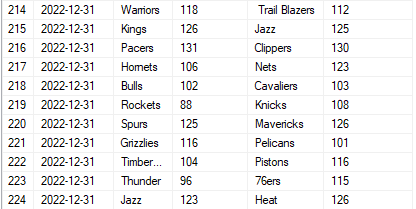 214 2022-12-31 Warriors 118 Trail Blazers 112
215 2022-12-31 Kings 126 Jazz 125
216 2022-12-31 Pacers 131 Clippers 130
217 2022-12-31 Hornets 106 Nets 123
218 2022-12-31 Bulls 102 Cavaliers 103
219 2022-12-31 Rockets 88 Knicks 108
220 2022-12-31 Spurs 125 Mavericks 126
221 2022-12-31 Grizzlies 116 Pelicans 101
222 2022-12-31 Timber... 104 Pistons 116
223 2022-12-31 Thunder 96 76ers 115
224 2022-12-31 Jazz 123 Heat 126